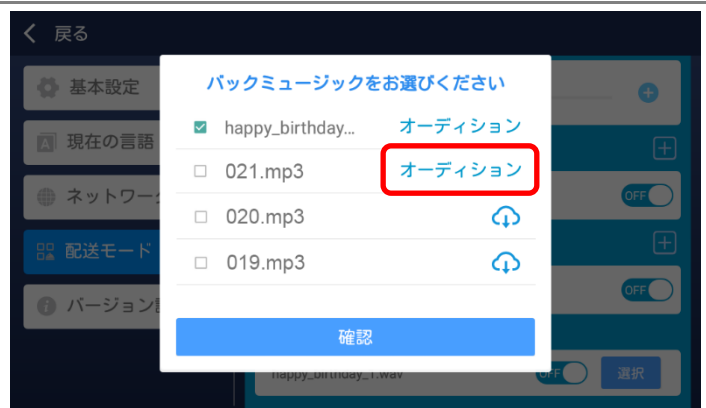 戻る
バックミュージックをお選びください
基本設定
happy_birthday... オーディション
現在の言語
021.mp3 オーディション
ネットワー
020.mp3
OFF
配送モード
019.mp3
バージョン
OFF
確認
happy_birthday_1.wav
OFF
選択